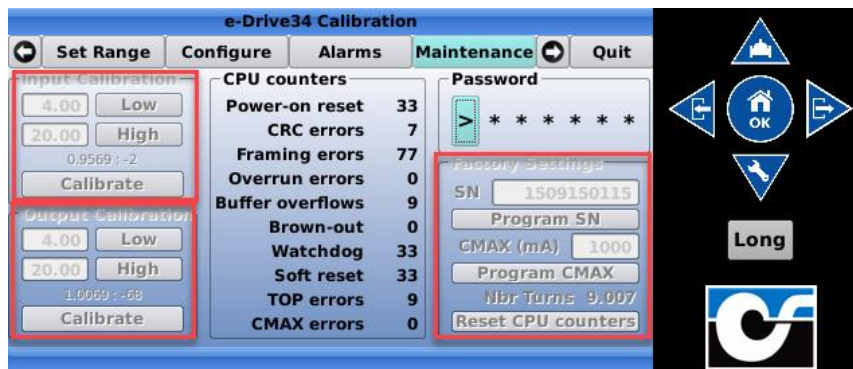 e-Drive34 Calibration
Set Range Configure Alarms Maintenance Quit
Input Calibration
4.00 Low
20.00 High
0.9569 : -2
Calibrate
Output Calibration
4.00 Low
20.00 High
1.0069 : -68
Calibrate
CPU counters
Power-on reset 33
CRC errors 7
Framing erors 77
Overrun errors 0
Buffer overflows 9
Brown-out 0
Watchdog 33
Soft reset 33
TOP errors 9
CMAX errors 0
Password
> * * * * * *
Factory Settings
SN 1509150115
Program SN
CMAX (mA) 1000
Program CMAX
Nbr Turns 9.007
Reset CPU counters
OK
Long